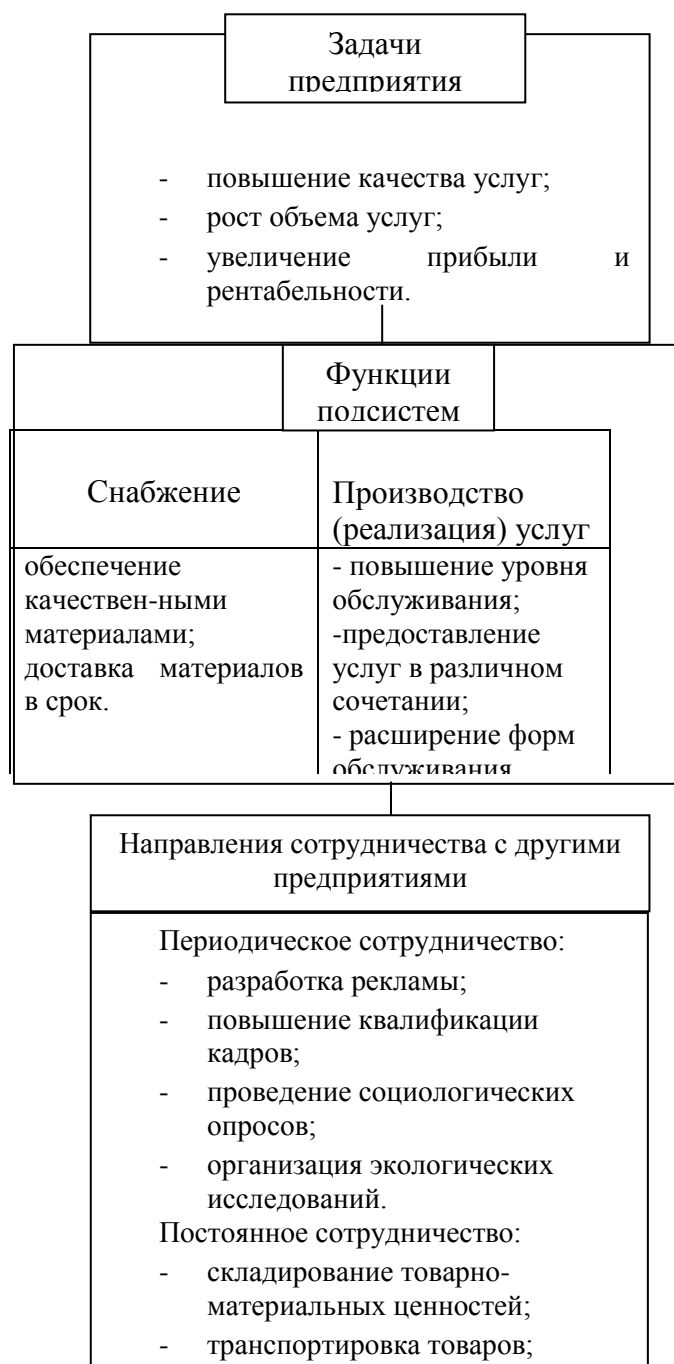 Задачи
предприятия
- повышение качества услуг;
- рост объема услуг;
- увеличение прибыли и
рентабельности.
Функции
подсистем
Снабжение
Производство
(реализация) услуг
обеспечение
качествен-ными
материалами;
доставка материалов
в срок.
- повышение уровня
обслуживания;
-предоставление
услуг в различном
сочетании;
- расширение форм
обслуживания
Направления сотрудничества с другими
предприятиями
Периодическое сотрудничество:
- разработка рекламы;
- повышение квалификации
кадров;
- проведение социологических
опросов;
- организация экологических
исследований.
Постоянное сотрудничество:
- складирование товарно-
материальных ценностей;
- транспортировка товаров;